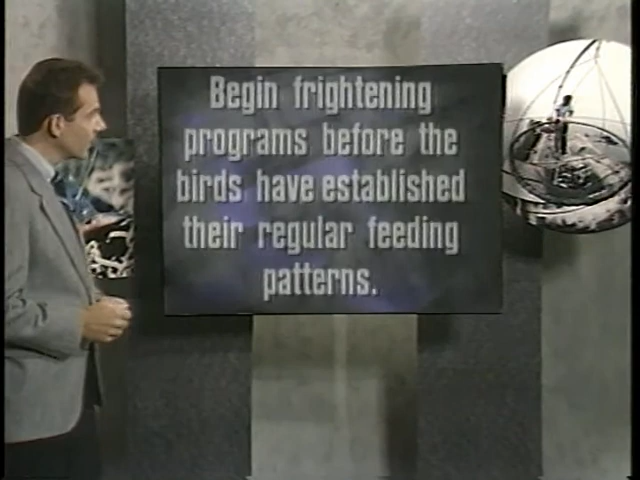 Begin frightening
programs before the
birds have established
their regular feeding
patterns.